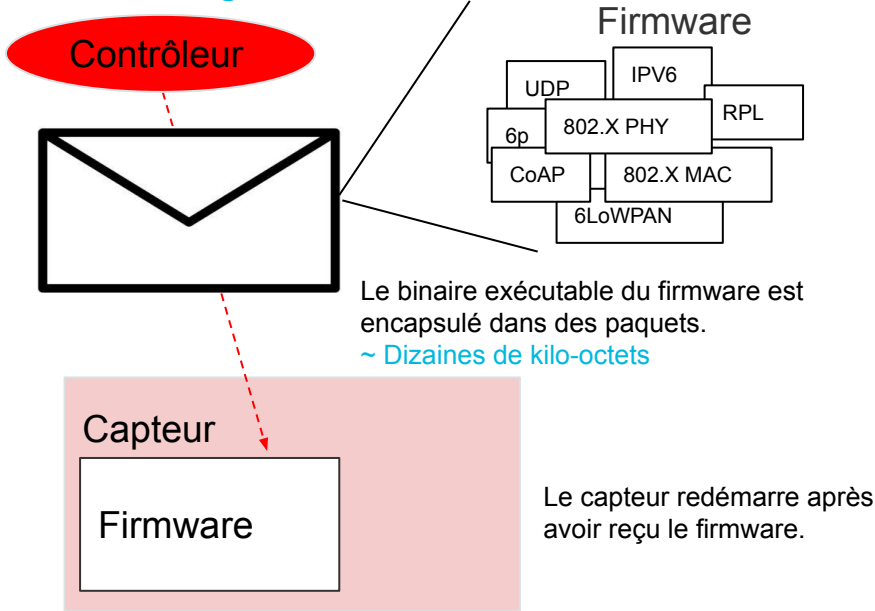 Firmware
Contrôleur
IPV6
UDP
RPL
802.X PHY
6p
CoAP
802.X MAC
6LoWPAN
Le binaire exécutable du firmware est
encapsulé dans des paquets.
~ Dizaines de kilo-octets
Capteur
Firmware
Le capteur redémarre après
avoir reçu le firmware.